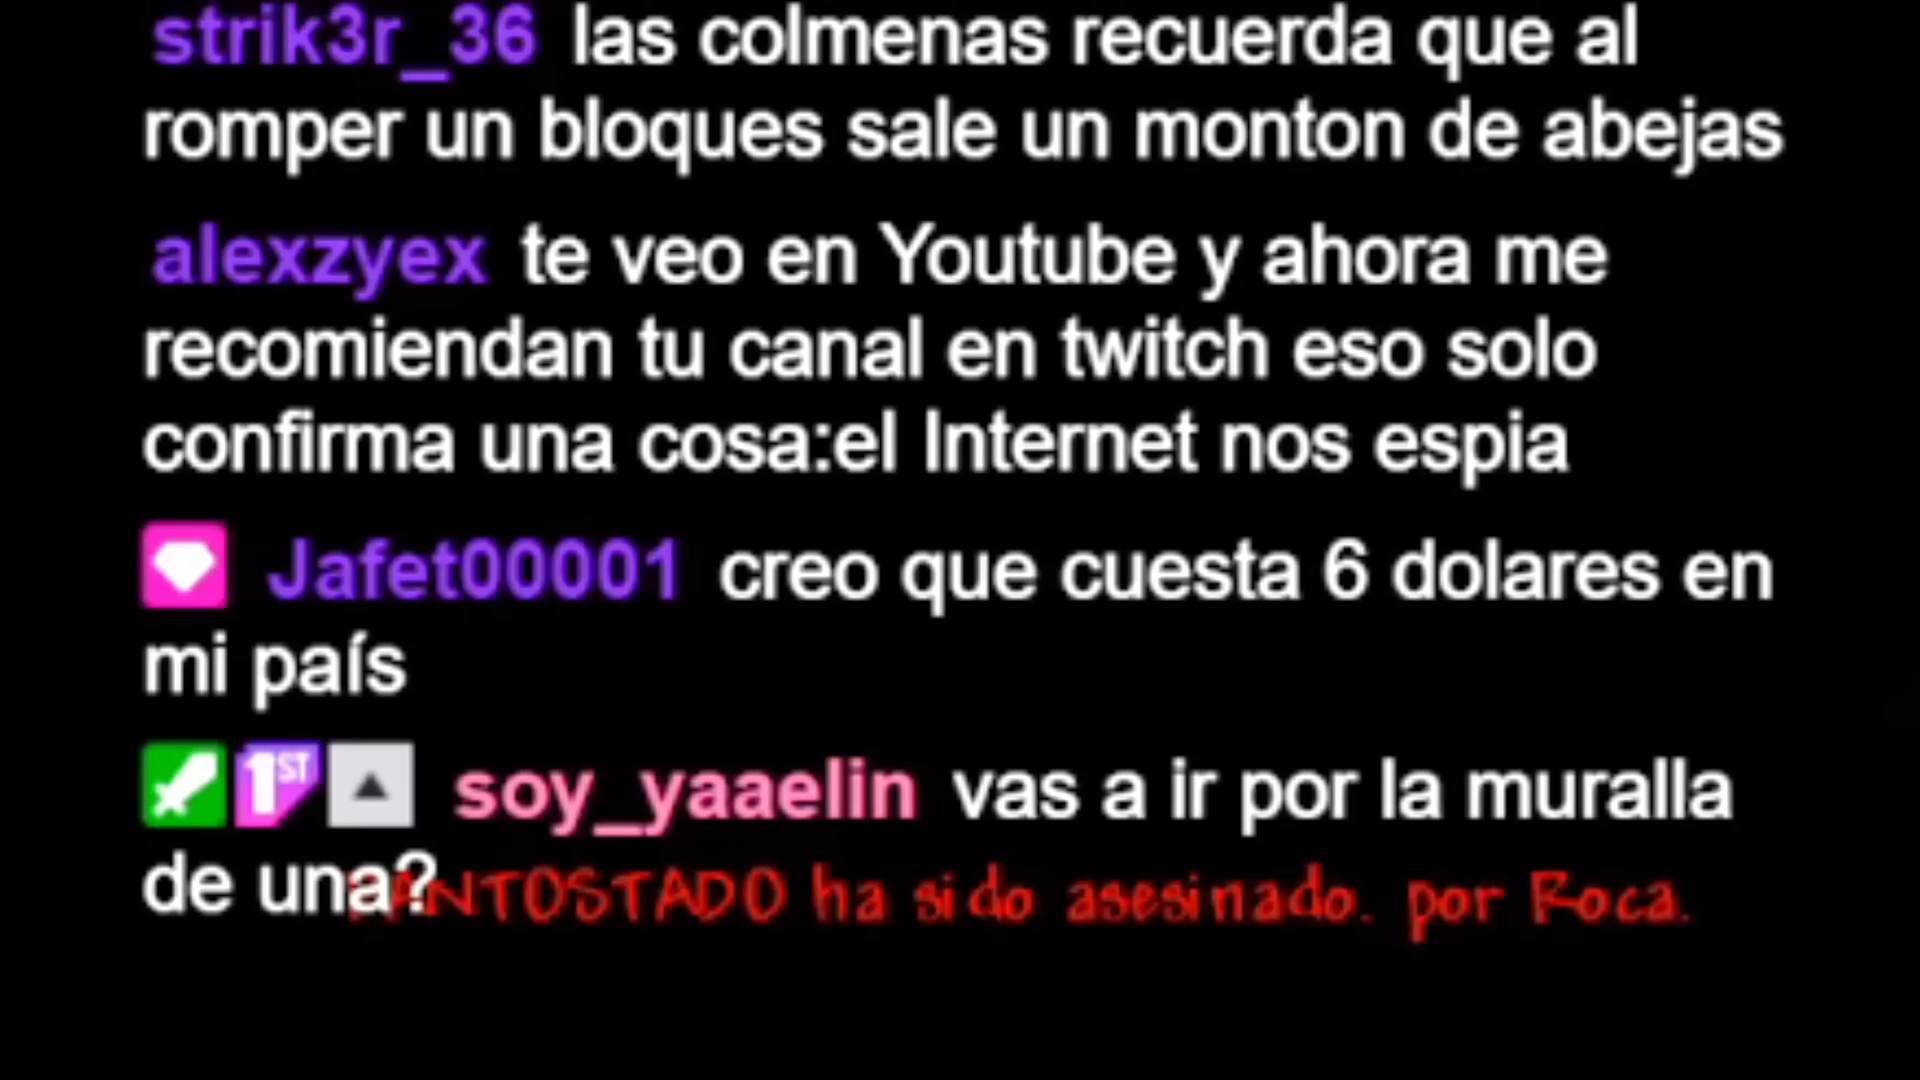 strik3r_36 las colmenas recuerda que al
romper un bloques sale un monton de abejas
alexzyex te veo en Youtube y ahora me
recomiendan tu canal en twitch eso solo
confirma una cosa:el Internet nos espia
Jafet00001 creo que cuesta 6 dolares en
mi país
1ST soy_yaaelin vas a ir por la muralla
de una?
ha sido asesinado. por Roca.